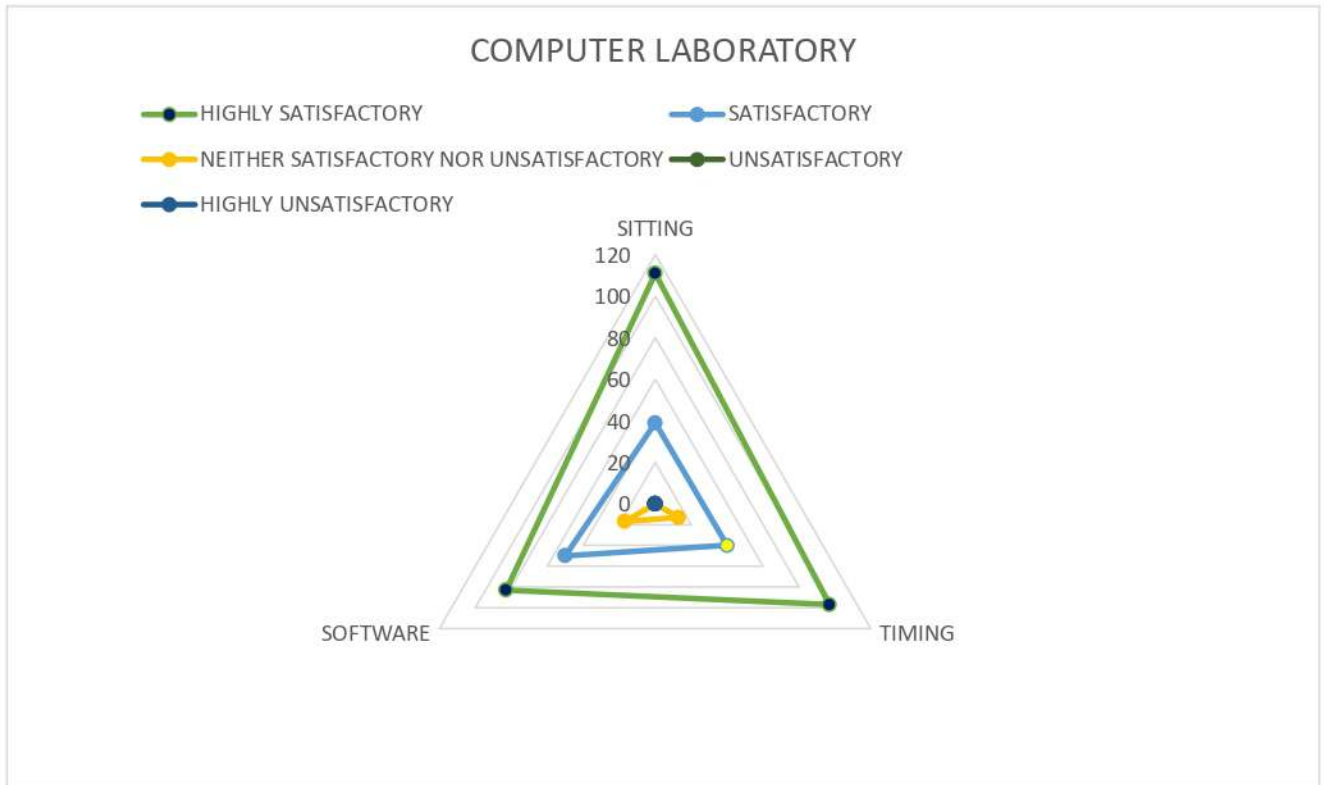 COMPUTER LABORATORY
HIGHLY SATISFACTORY SATISFACTORY
NEITHER SATISFACTORY NOR UNSATISFACTORY UNSATISFACTORY
HIGHLY UNSATISFACTORY
SITTING
120
100
80
60
40
20
0
SOFTWARE TIMING